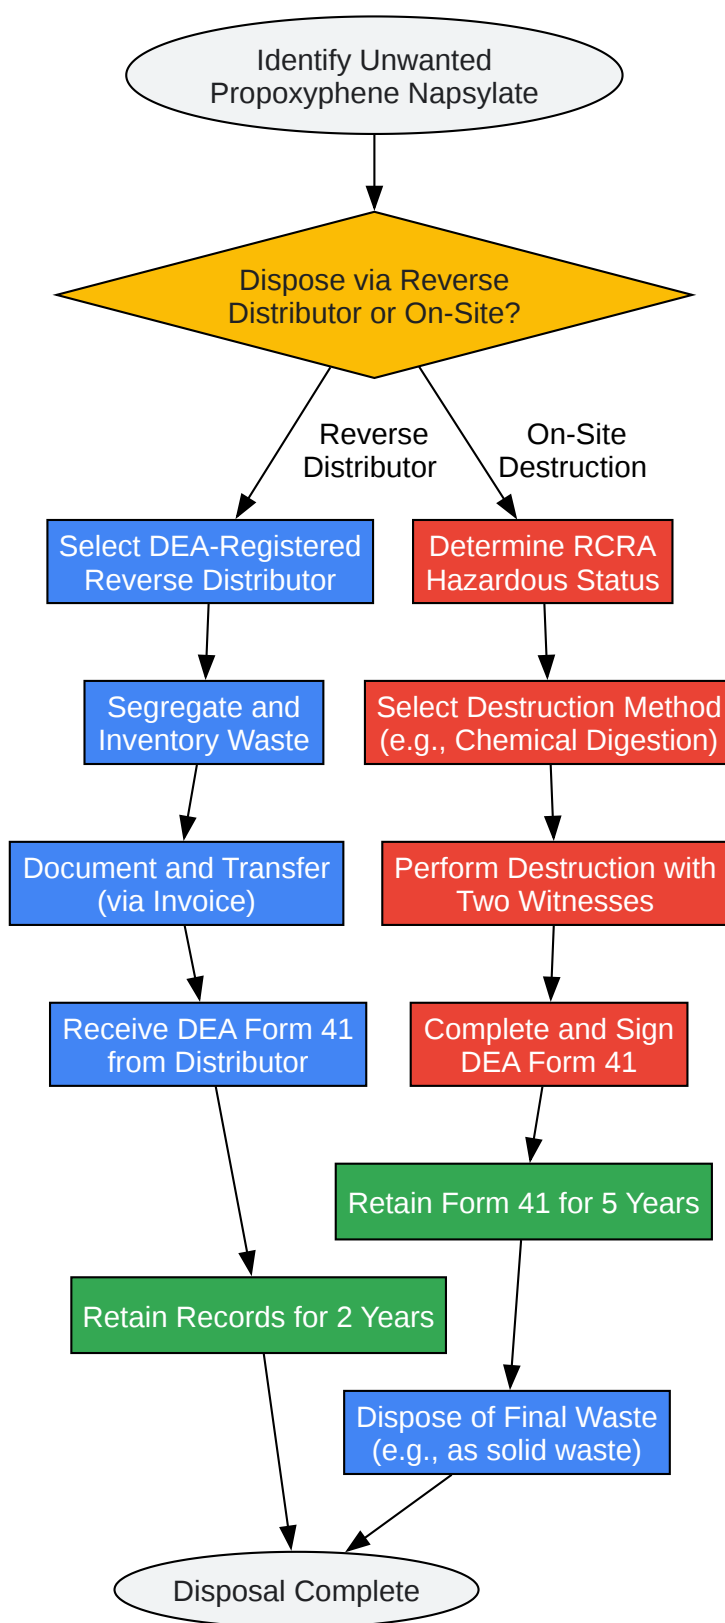 Identify Unwanted
Propoxyphene Napsylate
Dispose via Reverse
Distributor or On-Site?
Reverse
Distributor
On-Site
Destruction
Select DEA-Registered
Reverse Distributor
Determine RCRA
Hazardous Status
Segregate and
Inventory Waste
Select Destruction Method
(e.g., Chemical Digestion)
Document and Transfer
(via Invoice)
Perform Destruction with
Two Witnesses
Receive DEA Form 41
from Distributor
Complete and Sign
DEA Form 41
Retain Form 41 for 5 Years
Retain Records for 2 Years
Dispose of Final Waste
(e.g., as solid waste)
Disposal Complete